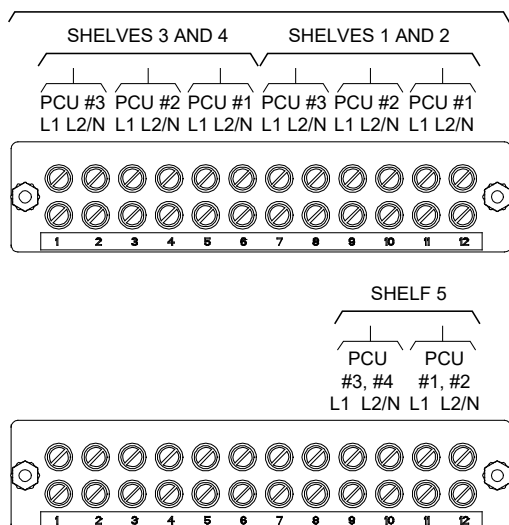 SHELVES 3 AND 4 SHELVES 1 AND 2
PCU #3 PCU #2 PCU #1 PCU #3 PCU #2 PCU #1
L1 L2/N L1 L2/N L1 L2/N L1 L2/N L1 L2/N L1 L2/N
1 2 3 4 5 6 7 8 9 10 11 12
SHELF 5
PCU PCU
#3, #4 #1, #2
L1 L2/N L1 L2/N
1 2 3 4 5 6 7 8 9 10 11 12